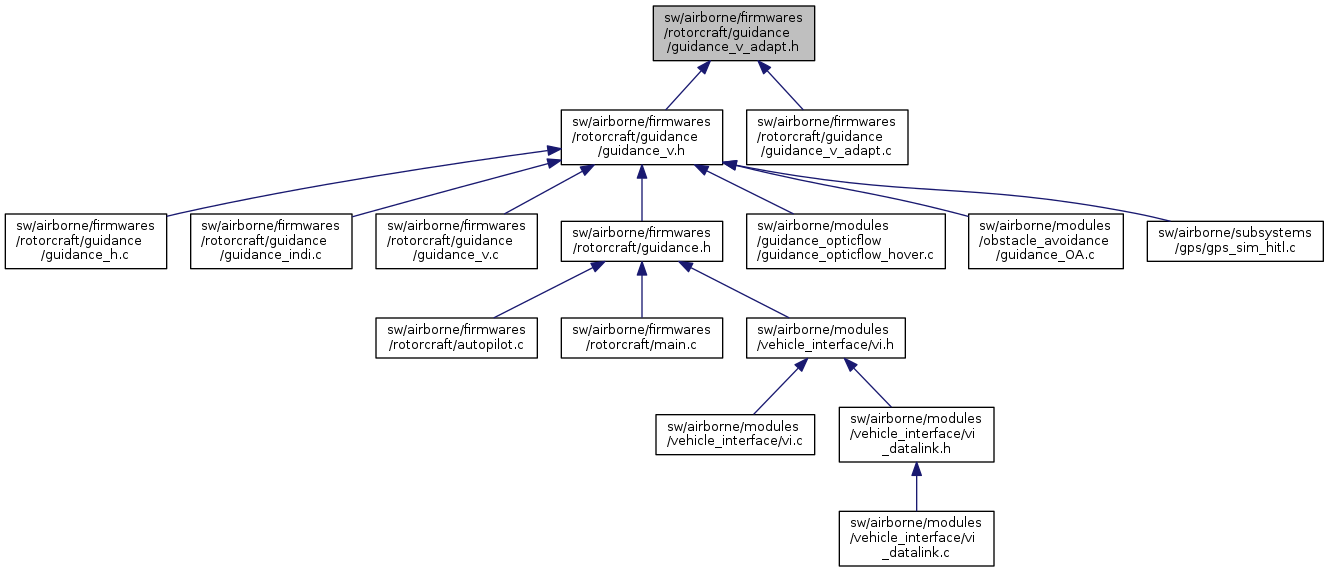 sw/airborne/firmwares
/rotorcraft/guidance
/guidance_v_adapt.h
sw/airborne/firmwares
/rotorcraft/guidance
/guidance_v.h
sw/airborne/firmwares
/rotorcraft/guidance
/guidance_v_adapt.c
sw/airborne/firmwares
/rotorcraft/guidance
/guidance_h.c
sw/airborne/firmwares
/rotorcraft/guidance
/guidance_indi.c
sw/airborne/firmwares
/rotorcraft/guidance
/guidance_v.c
sw/airborne/firmwares
/rotorcraft/guidance.h
sw/airborne/modules
/guidance_opticflow
/guidance_opticflow_hover.c
sw/airborne/modules
/obstacle_avoidance
/guidance_OA.c
sw/airborne/subsystems
/gps/gps_sim_hitl.c
sw/airborne/firmwares
/rotorcraft/autopilot.c
sw/airborne/firmwares
/rotorcraft/main.c
sw/airborne/modules
/vehicle_interface/vi.h
sw/airborne/modules
/vehicle_interface/vi.c
sw/airborne/modules
/vehicle_interface/vi
_datalink.h
sw/airborne/modules
/vehicle_interface/vi
_datalink.c